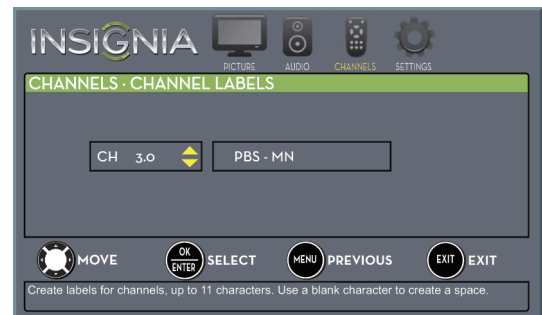 INSIGNIA
PICTURE AUDIO CHANNELS SETTINGS
CHANNELS · CHANNEL LABELS
CH 3.0 PBS - MN
MOVE OK ENTER SELECT MENU PREVIOUS EXIT EXIT
Create labels for channels, up to 11 characters. Use a blank character to create a space.